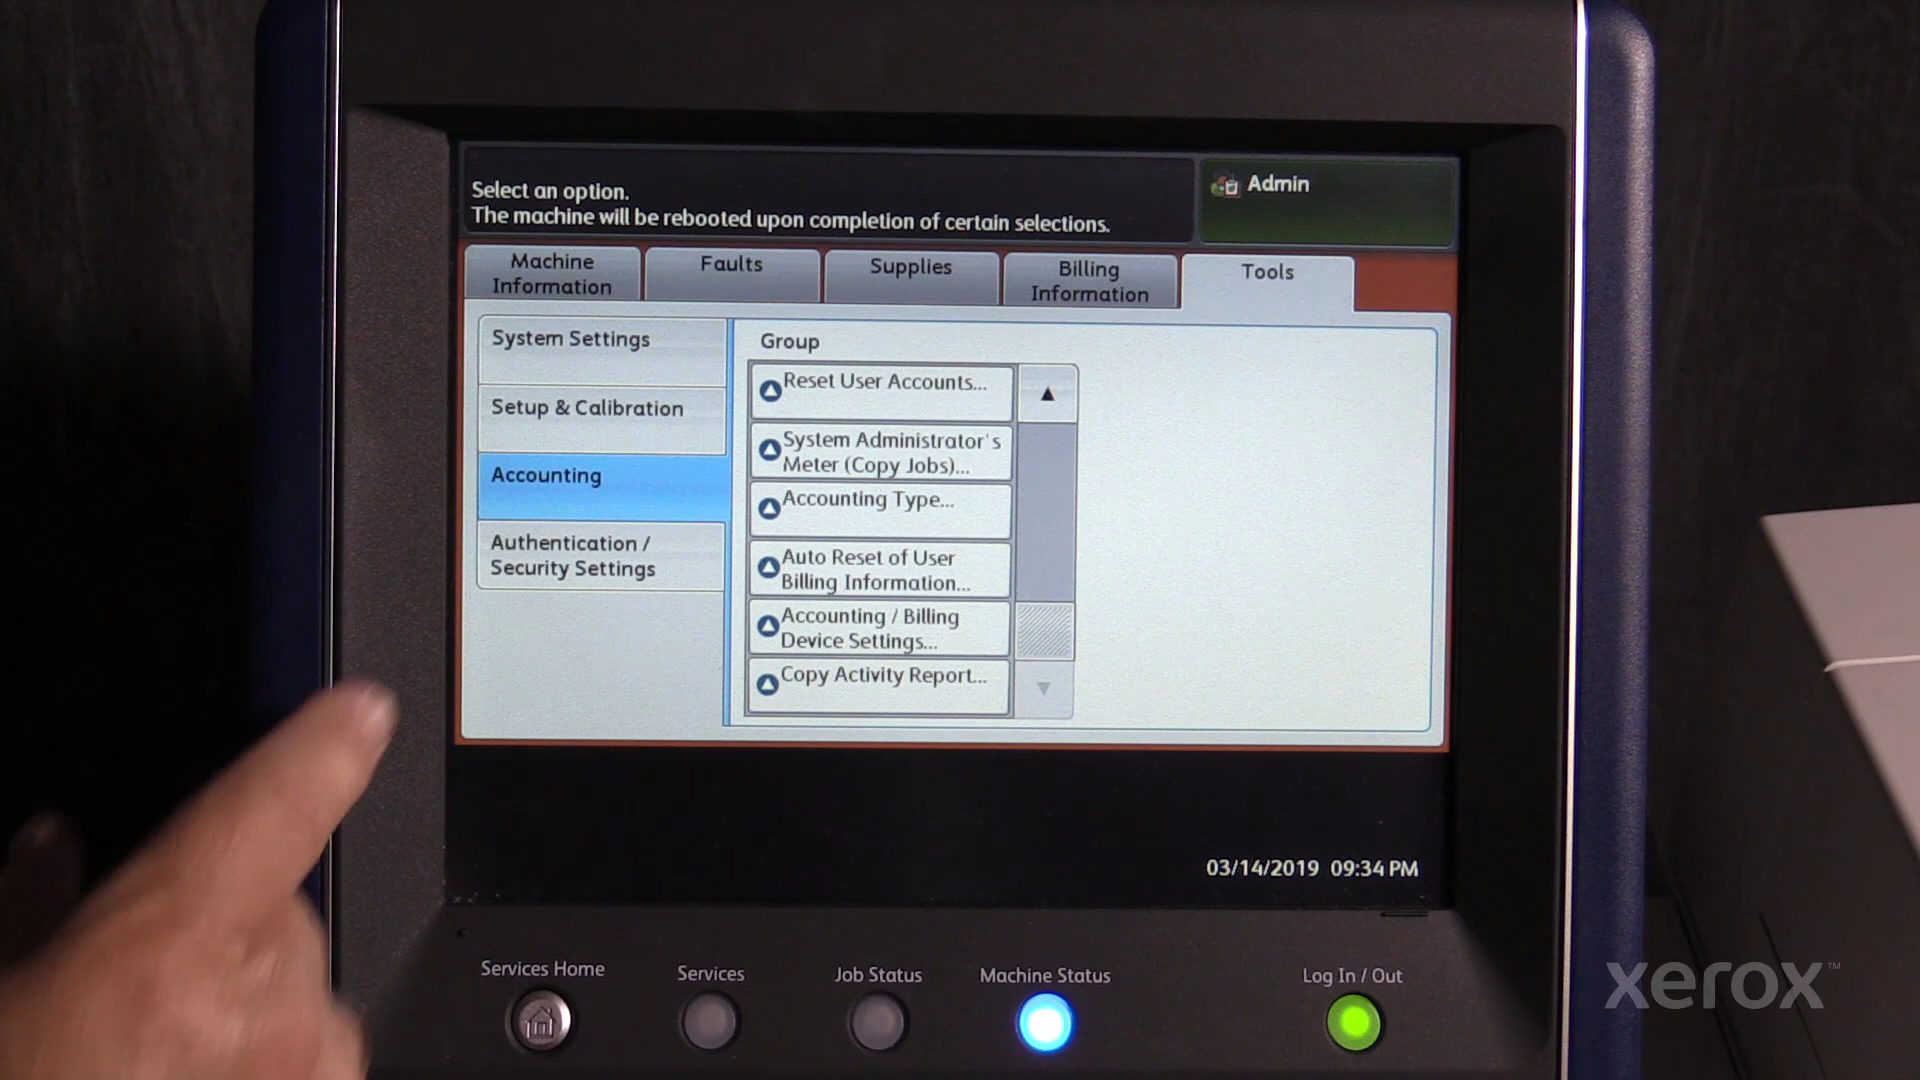 Select an option.
The machine will be rebooted upon completion of certain selections.
Admin
Machine
Information
Faults
Supplies
Billing
Information
Tools
System Settings
Setup & Calibration
Accounting
Authentication /
Security Settings
Group
Reset User Accounts...
System Administrator's
Meter (Copy Jobs)...
Accounting Type...
Auto Reset of User
Billing Information...
Accounting / Billing
Device Settings...
Copy Activity Report...
03/14/2019 09:34 PM
Services Home
Services
Job Status
Machine Status
Log In / Out
xerox™